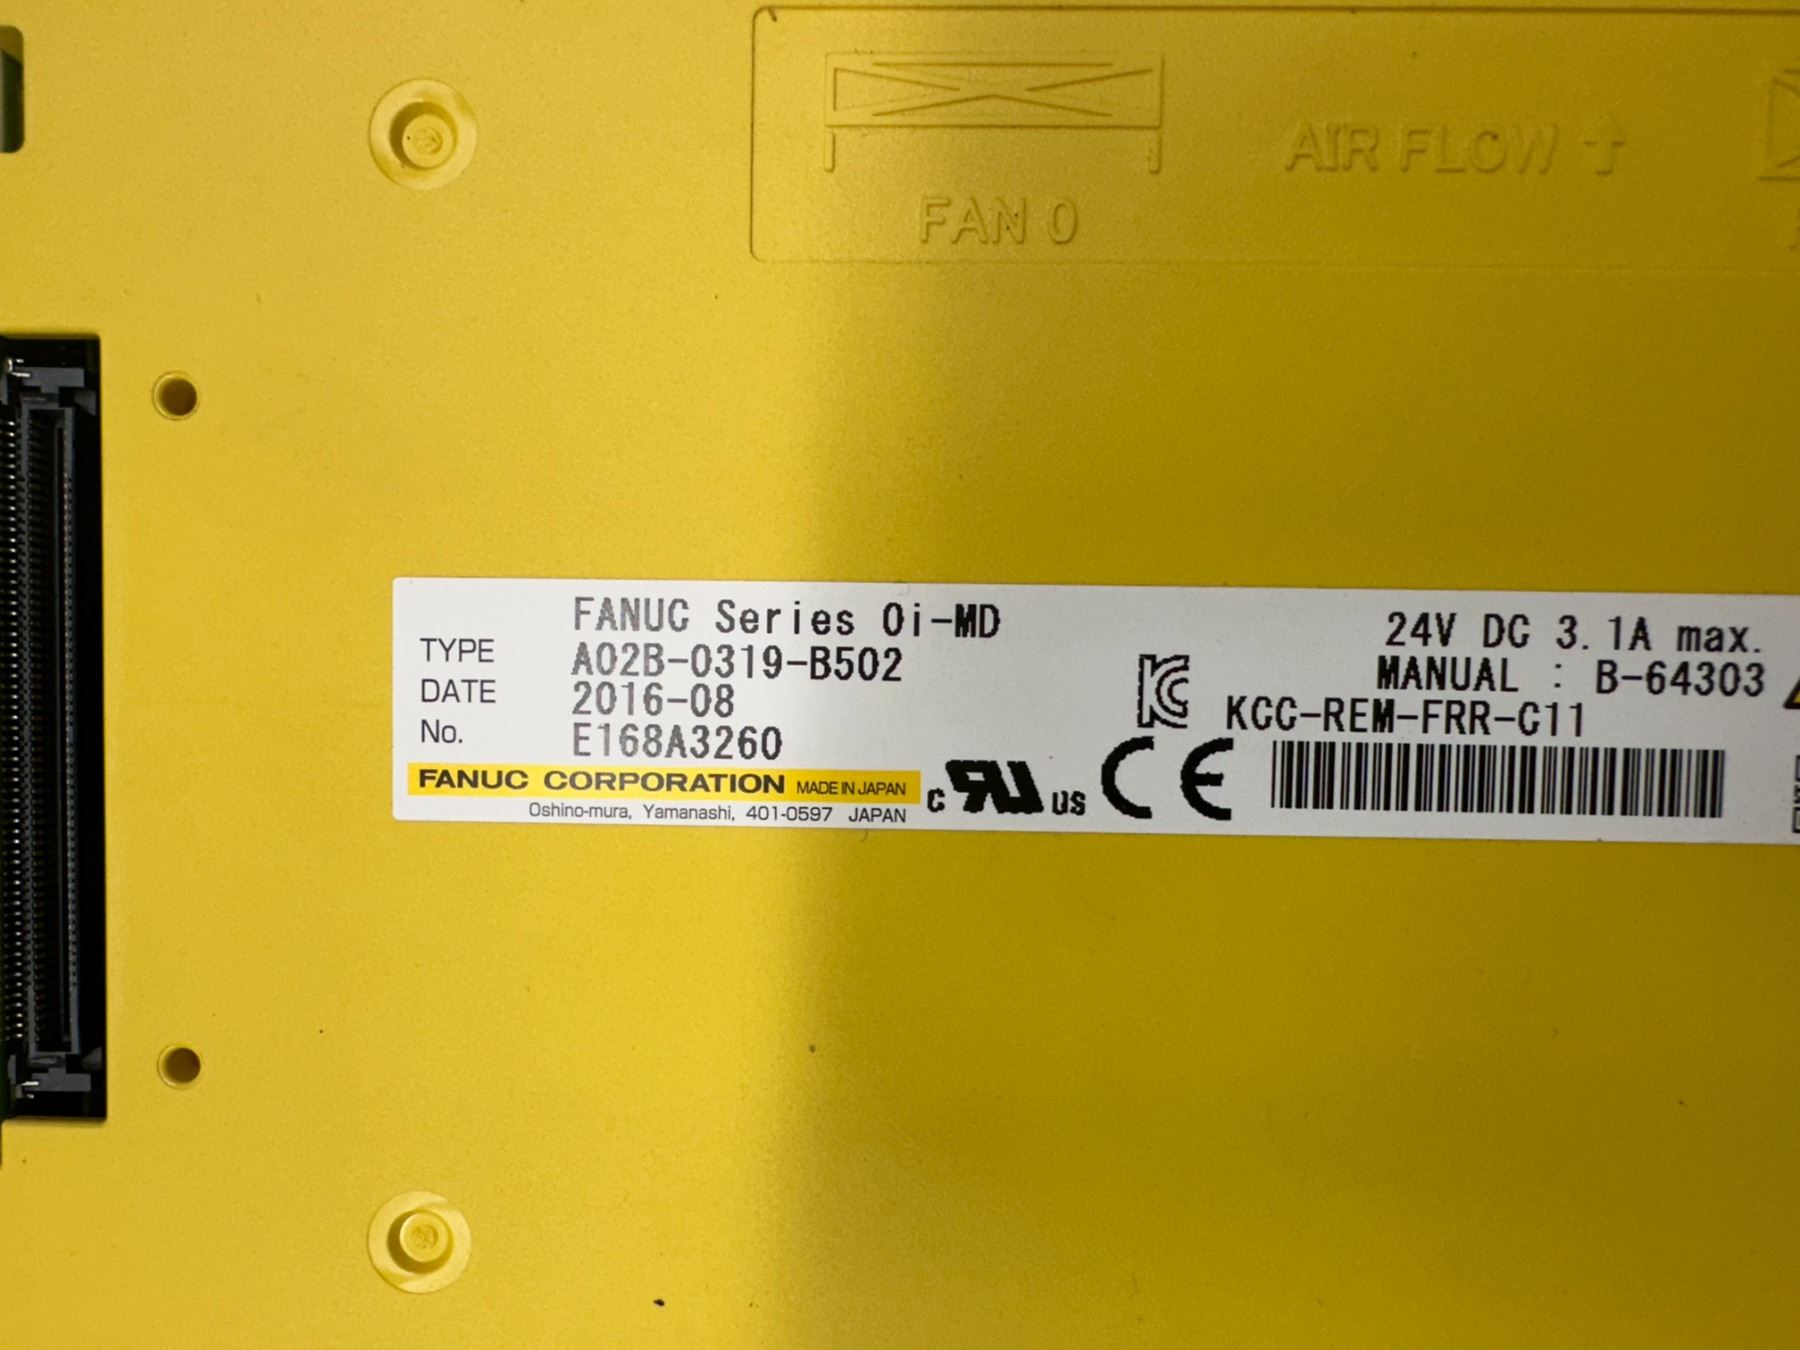 AIR FLOW ↑
FAN 0
FANUC Series 0i-MD
TYPE A02B-0319-B502
DATE 2016-08
No. E168A3260
FANUC CORPORATION MADE IN JAPAN
Oshino-mura, Yamanashi, 401-0597 JAPAN
24V DC 3.1A max.
MANUAL : B-64303
KCC-REM-FRR-C11
c RU us CE